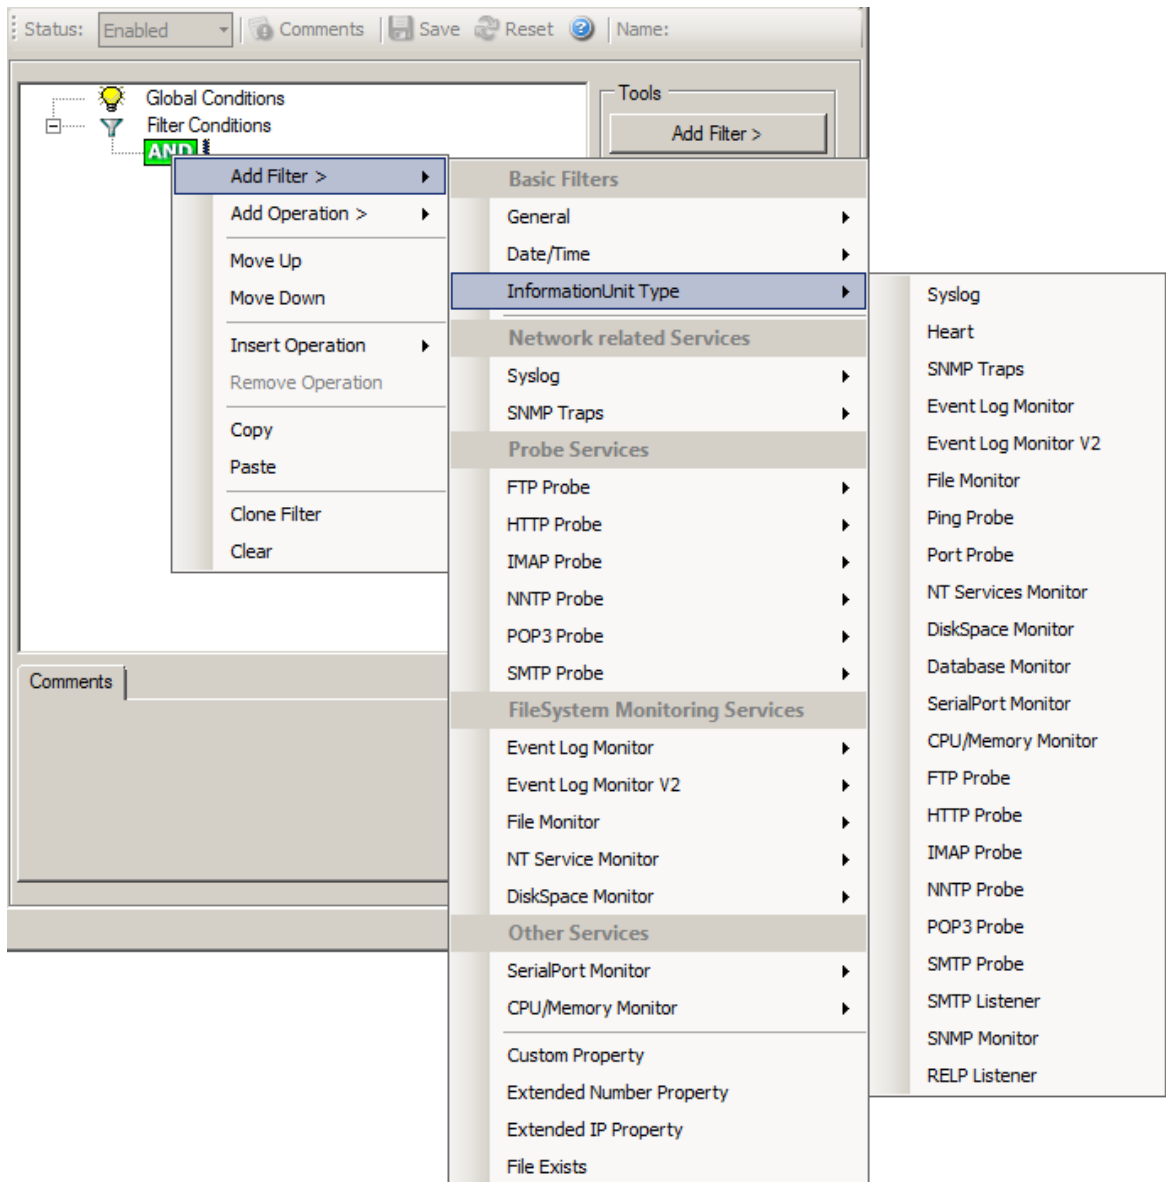 Status: Enabled Comments Save Reset Name:
Global Conditions
Filter Conditions
AND
Tools
Add Filter >
Add Filter >
Add Operation >
Move Up
Move Down
Insert Operation
Remove Operation
Copy
Paste
Clone Filter
Clear
Comments
Basic Filters
General
Date/Time
InformationUnit Type
Network related Services
Syslog
SNMP Traps
Probe Services
FTP Probe
HTTP Probe
IMAP Probe
NNTP Probe
POP3 Probe
SMTP Probe
FileSystem Monitoring Services
Event Log Monitor
Event Log Monitor V2
File Monitor
NT Service Monitor
DiskSpace Monitor
Other Services
SerialPort Monitor
CPU/Memory Monitor
Custom Property
Extended Number Property
Extended IP Property
File Exists
Syslog
Heart
SNMP Traps
Event Log Monitor
Event Log Monitor V2
File Monitor
Ping Probe
Port Probe
NT Services Monitor
DiskSpace Monitor
Database Monitor
SerialPort Monitor
CPU/Memory Monitor
FTP Probe
HTTP Probe
IMAP Probe
NNTP Probe
POP3 Probe
SMTP Probe
SMTP Listener
SNMP Monitor
RELP Listener